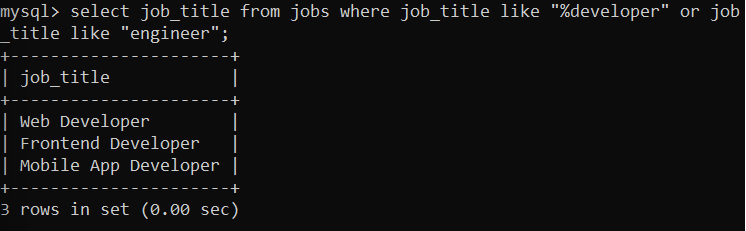 mysql> select job_title from jobs where job_title like "%developer" or job
_title like "engineer";
+----------------------+
| job_title            |
+----------------------+
| Web Developer        |
| Frontend Developer   |
| Mobile App Developer |
+----------------------+
3 rows in set (0.00 sec)